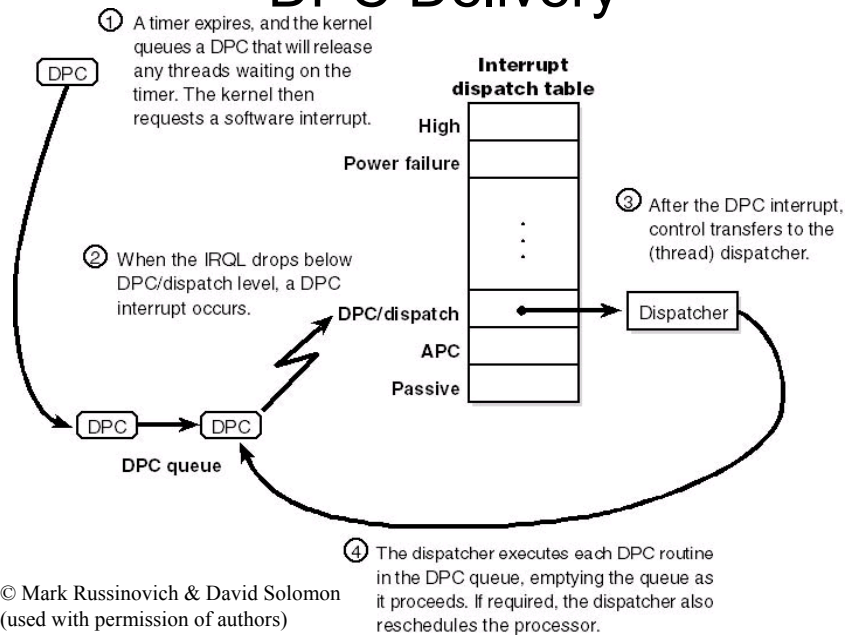 DPC Delivery
① A timer expires, and the kernel
queues a DPC that will release
any threads waiting on the
timer. The kernel then
requests a software interrupt.
DPC
Interrupt
dispatch table
High
Power failure
③ After the DPC interrupt,
control transfers to the
(thread) dispatcher.
② When the IRQL drops below
DPC/dispatch level, a DPC
interrupt occurs.
DPC/dispatch
Dispatcher
APC
Passive
DPC
DPC
DPC queue
④ The dispatcher executes each DPC routine
in the DPC queue, emptying the queue as
it proceeds. If required, the dispatcher also
reschedules the processor.
© Mark Russinovich & David Solomon
(used with permission of authors)